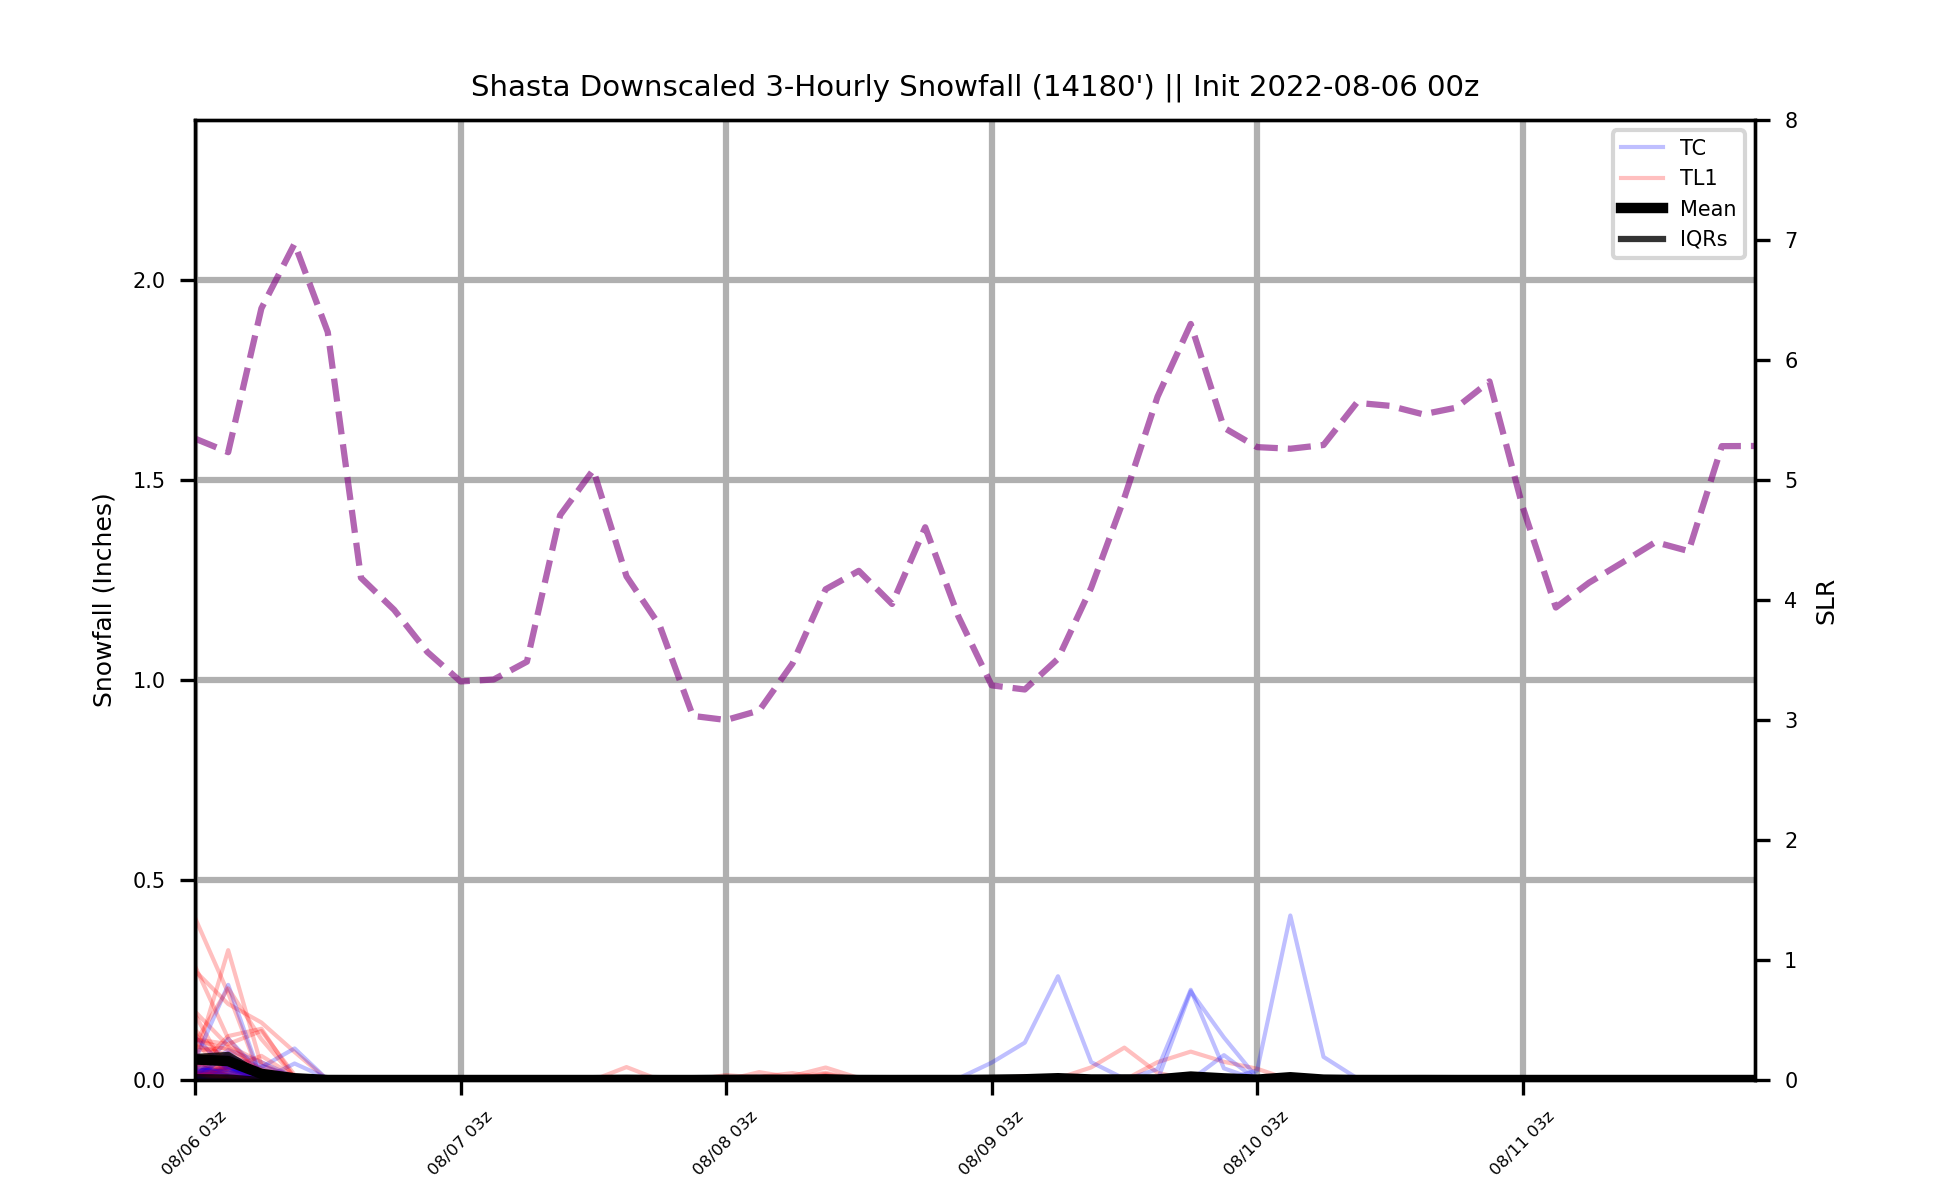 Shasta Downscaled 3-Hourly Snowfall (14180') || Init 2022-08-06 00z
TC
TL1
Mean
IQRs
Snowfall (Inches)
2.0
1.5
1.0
0.5
0.0
8
7
6
5
4
3
2
1
0
SLR
08/06 03z
08/07 03z
08/08 03z
08/09 03z
08/10 03z
08/11 03z